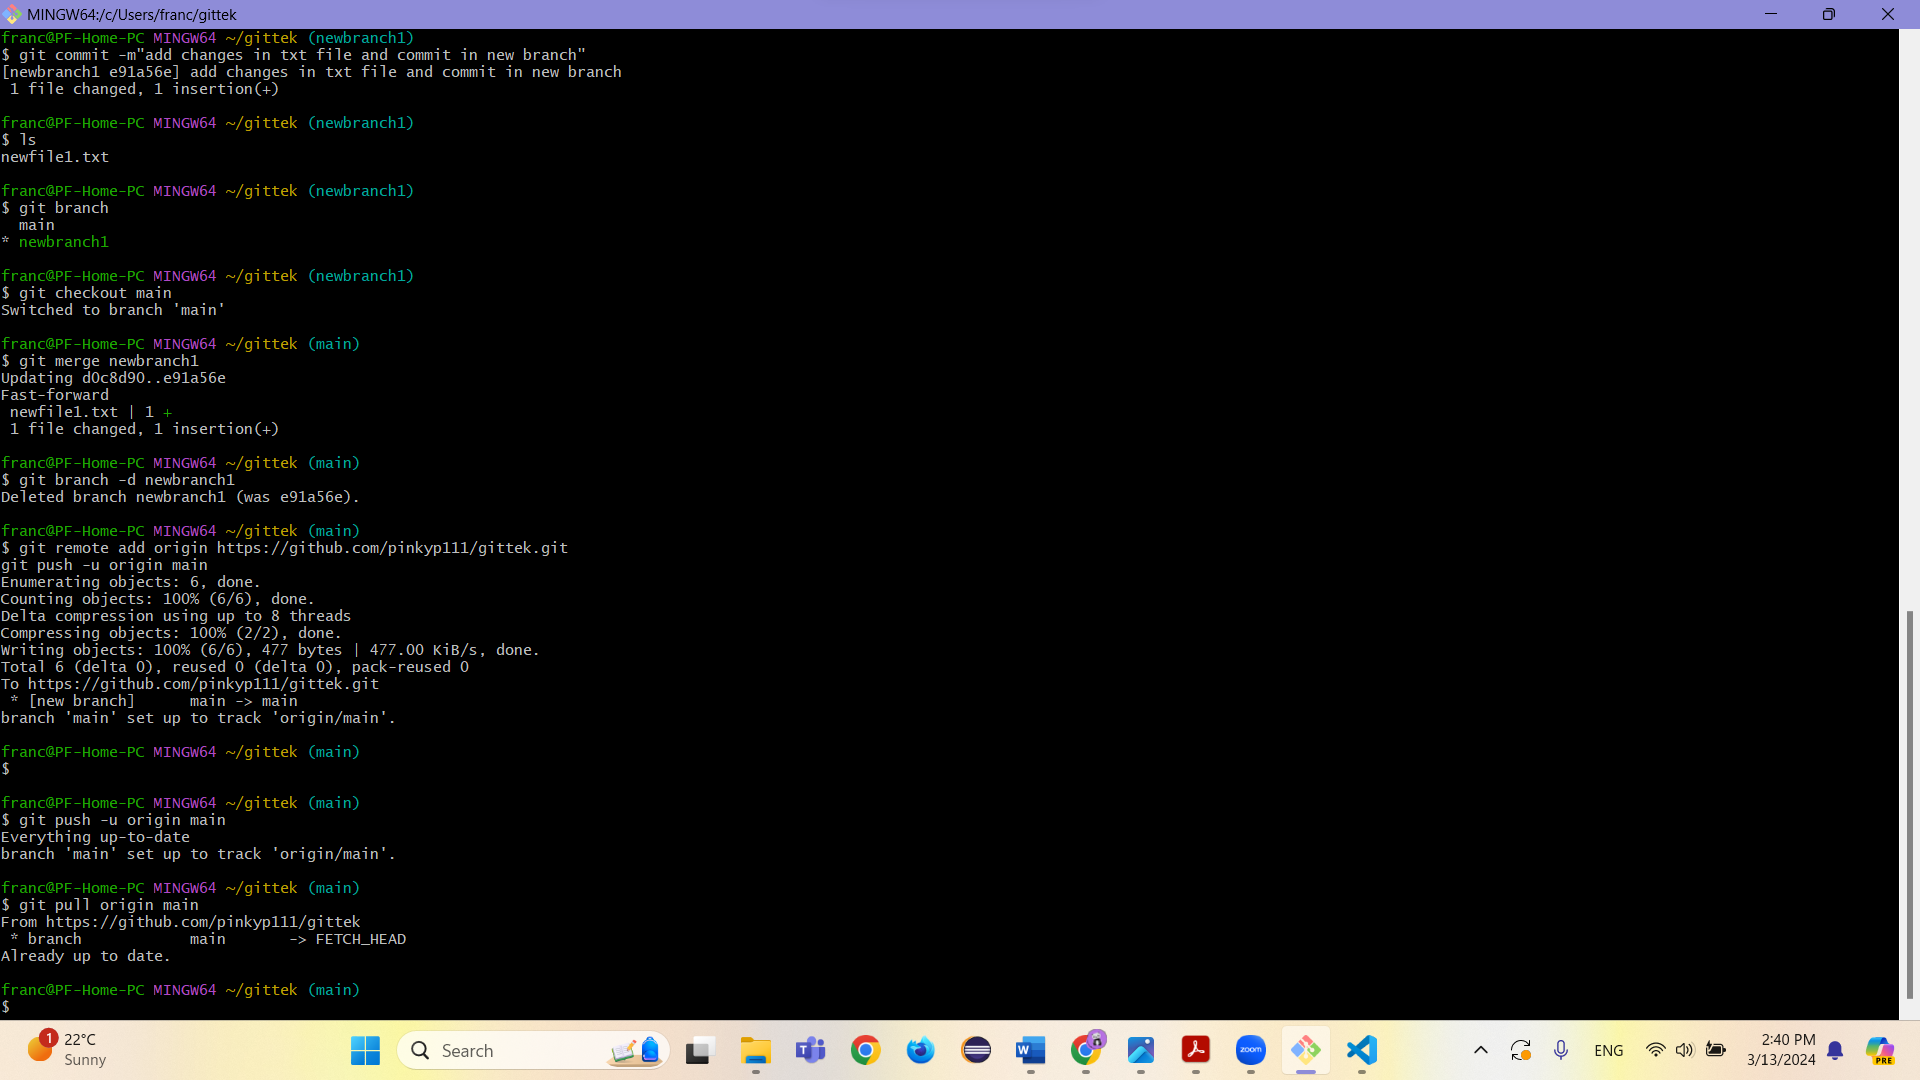 MINGW64:/c/Users/franc/gittek
franc@PF-Home-PC MINGW64 ~/gittek (newbranch1)
$ git commit -m"add changes in txt file and commit in new branch"
[newbranch1 e91a56e] add changes in txt file and commit in new branch
 1 file changed, 1 insertion(+)
franc@PF-Home-PC MINGW64 ~/gittek (newbranch1)
$ ls
newfile1.txt
franc@PF-Home-PC MINGW64 ~/gittek (newbranch1)
$ git branch
  main
* newbranch1
franc@PF-Home-PC MINGW64 ~/gittek (newbranch1)
$ git checkout main
Switched to branch 'main'
franc@PF-Home-PC MINGW64 ~/gittek (main)
$ git merge newbranch1
Updating d0c8d90..e91a56e
Fast-forward
 newfile1.txt | 1 +
 1 file changed, 1 insertion(+)
franc@PF-Home-PC MINGW64 ~/gittek (main)
$ git branch -d newbranch1
Deleted branch newbranch1 (was e91a56e).
franc@PF-Home-PC MINGW64 ~/gittek (main)
$ git remote add origin https://github.com/pinkyp111/gittek.git
git push -u origin main
Enumerating objects: 6, done.
Counting objects: 100% (6/6), done.
Delta compression using up to 8 threads
Compressing objects: 100% (2/2), done.
Writing objects: 100% (6/6), 477 bytes | 477.00 KiB/s, done.
Total 6 (delta 0), reused 0 (delta 0), pack-reused 0
To https://github.com/pinkyp111/gittek.git
 * [new branch]      main -> main
branch 'main' set up to track 'origin/main'.
franc@PF-Home-PC MINGW64 ~/gittek (main)
$
franc@PF-Home-PC MINGW64 ~/gittek (main)
$ git push -u origin main
Everything up-to-date
branch 'main' set up to track 'origin/main'.
franc@PF-Home-PC MINGW64 ~/gittek (main)
$ git pull origin main
From https://github.com/pinkyp111/gittek
 * branch            main       -> FETCH_HEAD
Already up to date.
franc@PF-Home-PC MINGW64 ~/gittek (main)
$
1
22°C
Sunny
Search
zoom
ENG
2:40 PM
3/13/2024
PRE